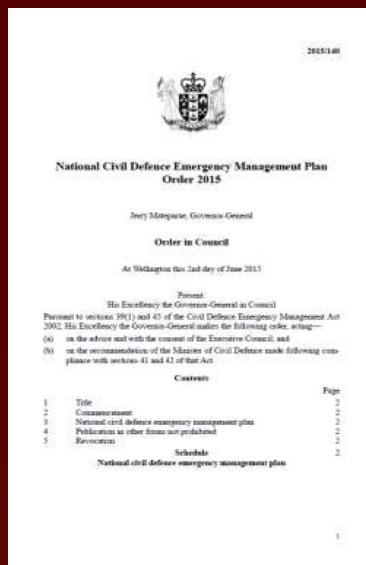 2015/140
National Civil Defence Emergency Management Plan
Order 2015
Jerry Mateparae, Governor-General
Order in Council
At Wellington this 2nd day of June 2015
Present:
His Excellency the Governor-General in Council
Pursuant to sections 39(1) and 45 of the Civil Defence Emergency Management Act
2002, His Excellency the Governor-General makes the following order, acting—
(a) on the advice and with the consent of the Executive Council; and
(b) on the recommendation of the Minister of Civil Defence made following com-
pliance with sections 41 and 42 of that Act.
Contents
Page
1 Title 2
2 Commencement 2
3 National civil defence emergency management plan 2
4 Publication in other forms not prohibited 2
5 Revocation 2
Schedule 2
National civil defence emergency management plan
1